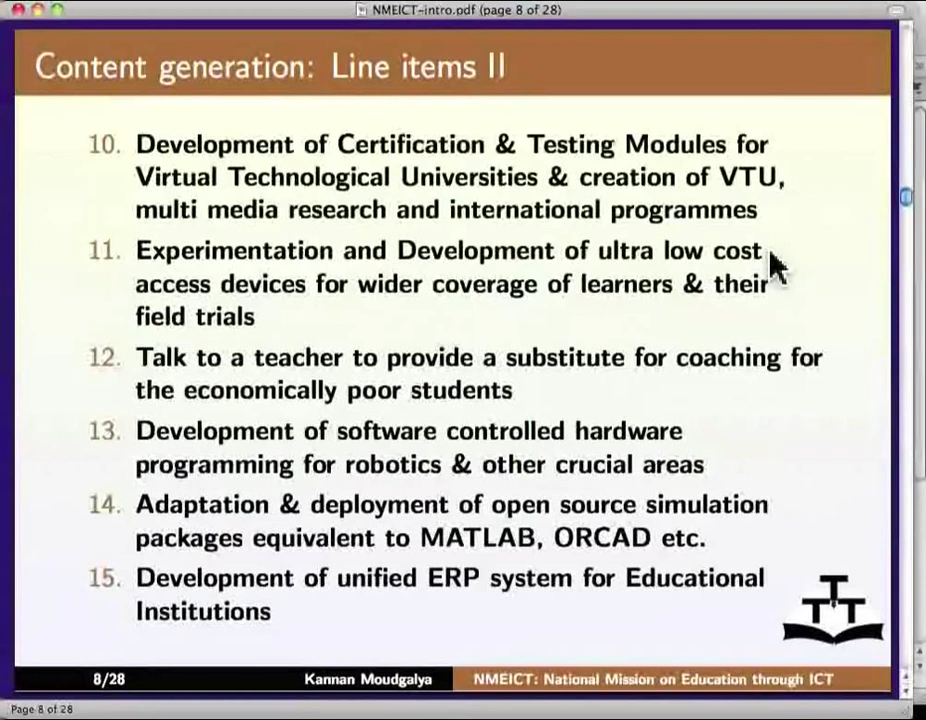 NMEICT-intro.pdf (page 8 of 28)
Content generation: Line items II
10. Development of Certification & Testing Modules for
Virtual Technological Universities & creation of VTU,
multi media research and international programmes
11. Experimentation and Development of ultra low cost
access devices for wider coverage of learners & their
field trials
12. Talk to a teacher to provide a substitute for coaching for
the economically poor students
13. Development of software controlled hardware
programming for robotics & other crucial areas
14. Adaptation & deployment of open source simulation
packages equivalent to MATLAB, ORCAD etc.
15. Development of unified ERP system for Educational
Institutions
T
T T
8/28 Kannan Moudgalya NMEICT: National Mission on Education through ICT
Page 8 of 28